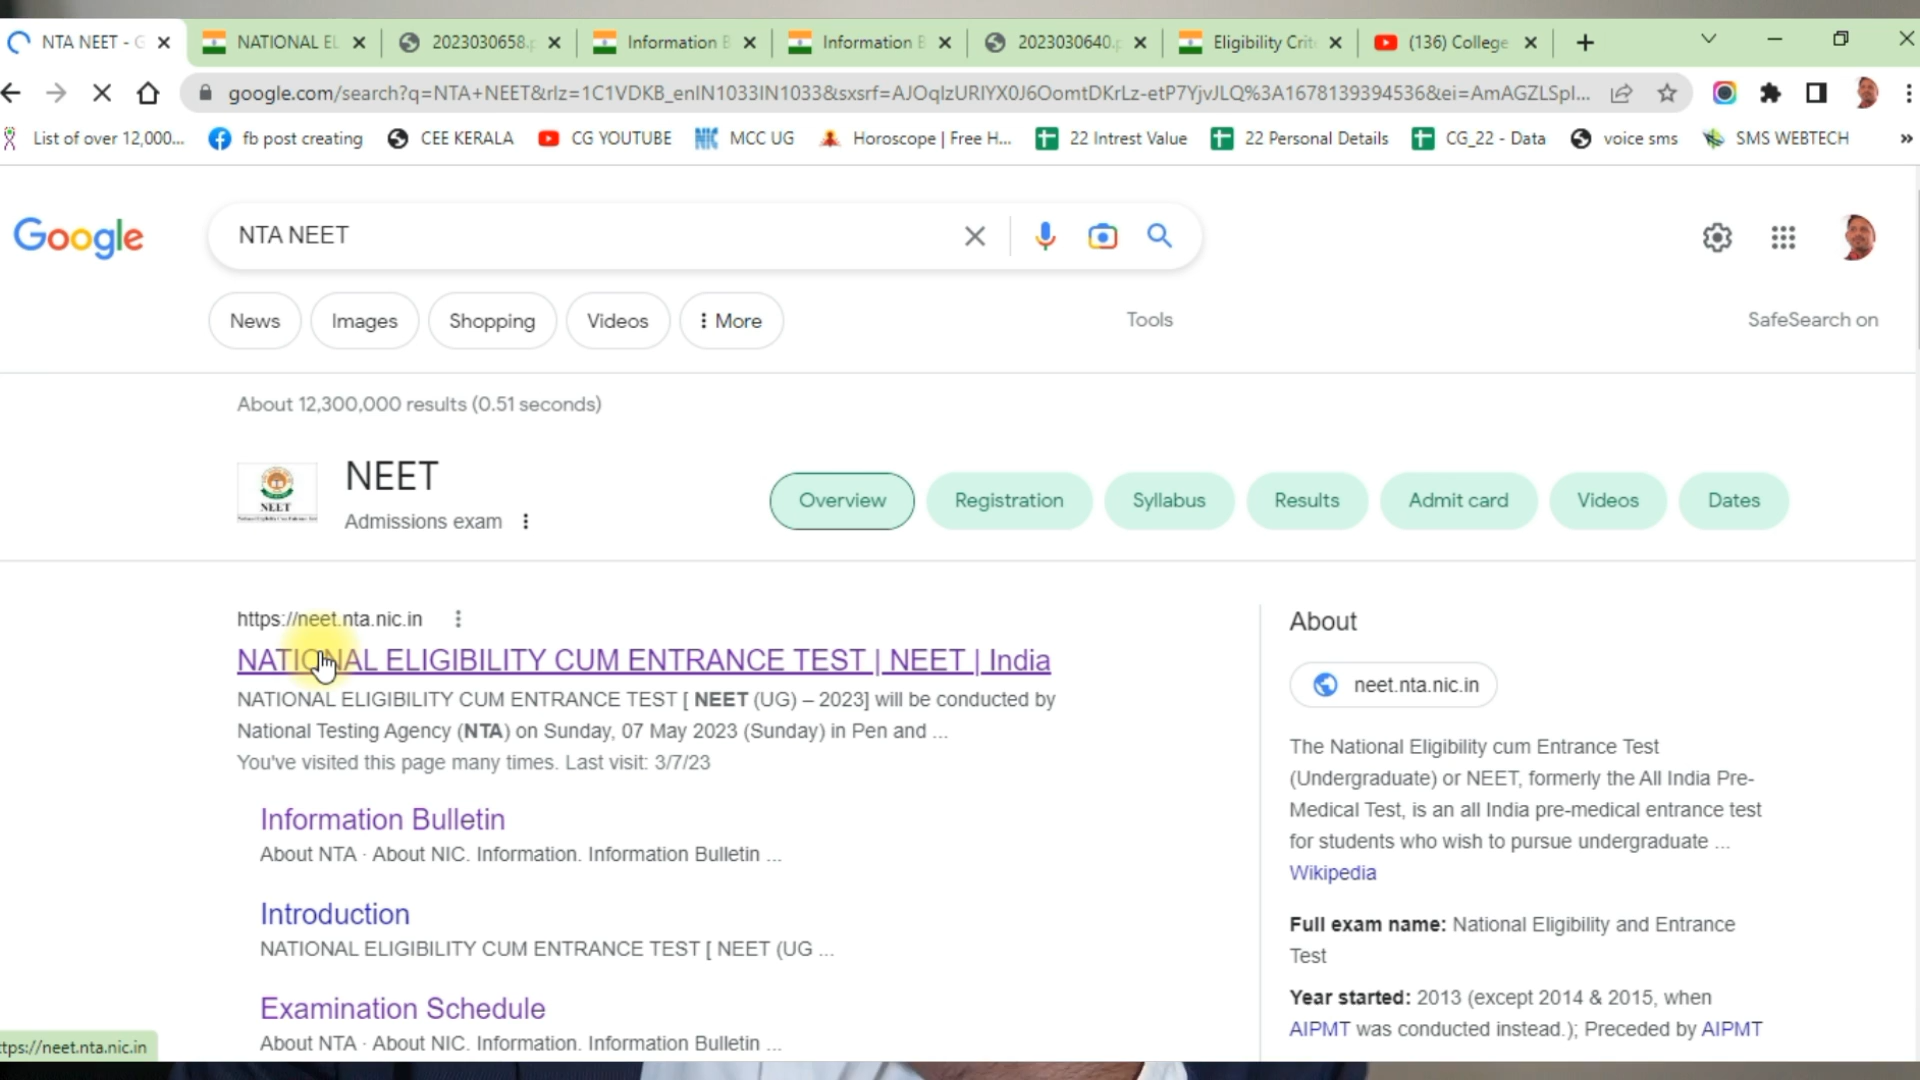 NTA NEET - G
NATIONAL EL
2023030658.p
Information B
Information B
2023030640.p
Eligibility Crite
(136) College
google.com/search?q=NTA+NEET&rlz=1C1VDKB_enIN1033IN1033&sxsrf=AJOqlzURIYX0J6OomtDKrLz-etP7YjvJLQ%3A1678139394536&ei=AmAGZLSpI...
List of over 12,000...
fb post creating
CEE KERALA
CG YOUTUBE
MCC UG
Horoscope | Free H...
22 Intrest Value
22 Personal Details
CG_22 - Data
voice sms
SMS WEBTECH
»
Google
NTA NEET
News
Images
Shopping
Videos
More
Tools
SafeSearch on
About 12,300,000 results (0.51 seconds)
NEET
NEET
Admissions exam
Overview
Registration
Syllabus
Results
Admit card
Videos
Dates
https://neet.nta.nic.in
NATIONAL ELIGIBILITY CUM ENTRANCE TEST | NEET | India
NATIONAL ELIGIBILITY CUM ENTRANCE TEST [ NEET (UG) – 2023] will be conducted by
National Testing Agency (NTA) on Sunday, 07 May 2023 (Sunday) in Pen and ...
You've visited this page many times. Last visit: 3/7/23
Information Bulletin
About NTA · About NIC. Information. Information Bulletin ...
Introduction
NATIONAL ELIGIBILITY CUM ENTRANCE TEST [ NEET (UG ...
Examination Schedule
About NTA · About NIC. Information. Information Bulletin ...
About
neet.nta.nic.in
The National Eligibility cum Entrance Test
(Undergraduate) or NEET, formerly the All India Pre-
Medical Test, is an all India pre-medical entrance test
for students who wish to pursue undergraduate ...
Wikipedia
Full exam name: National Eligibility and Entrance
Test
Year started: 2013 (except 2014 & 2015, when
AIPMT was conducted instead.); Preceded by AIPMT
ttps://neet.nta.nic.in